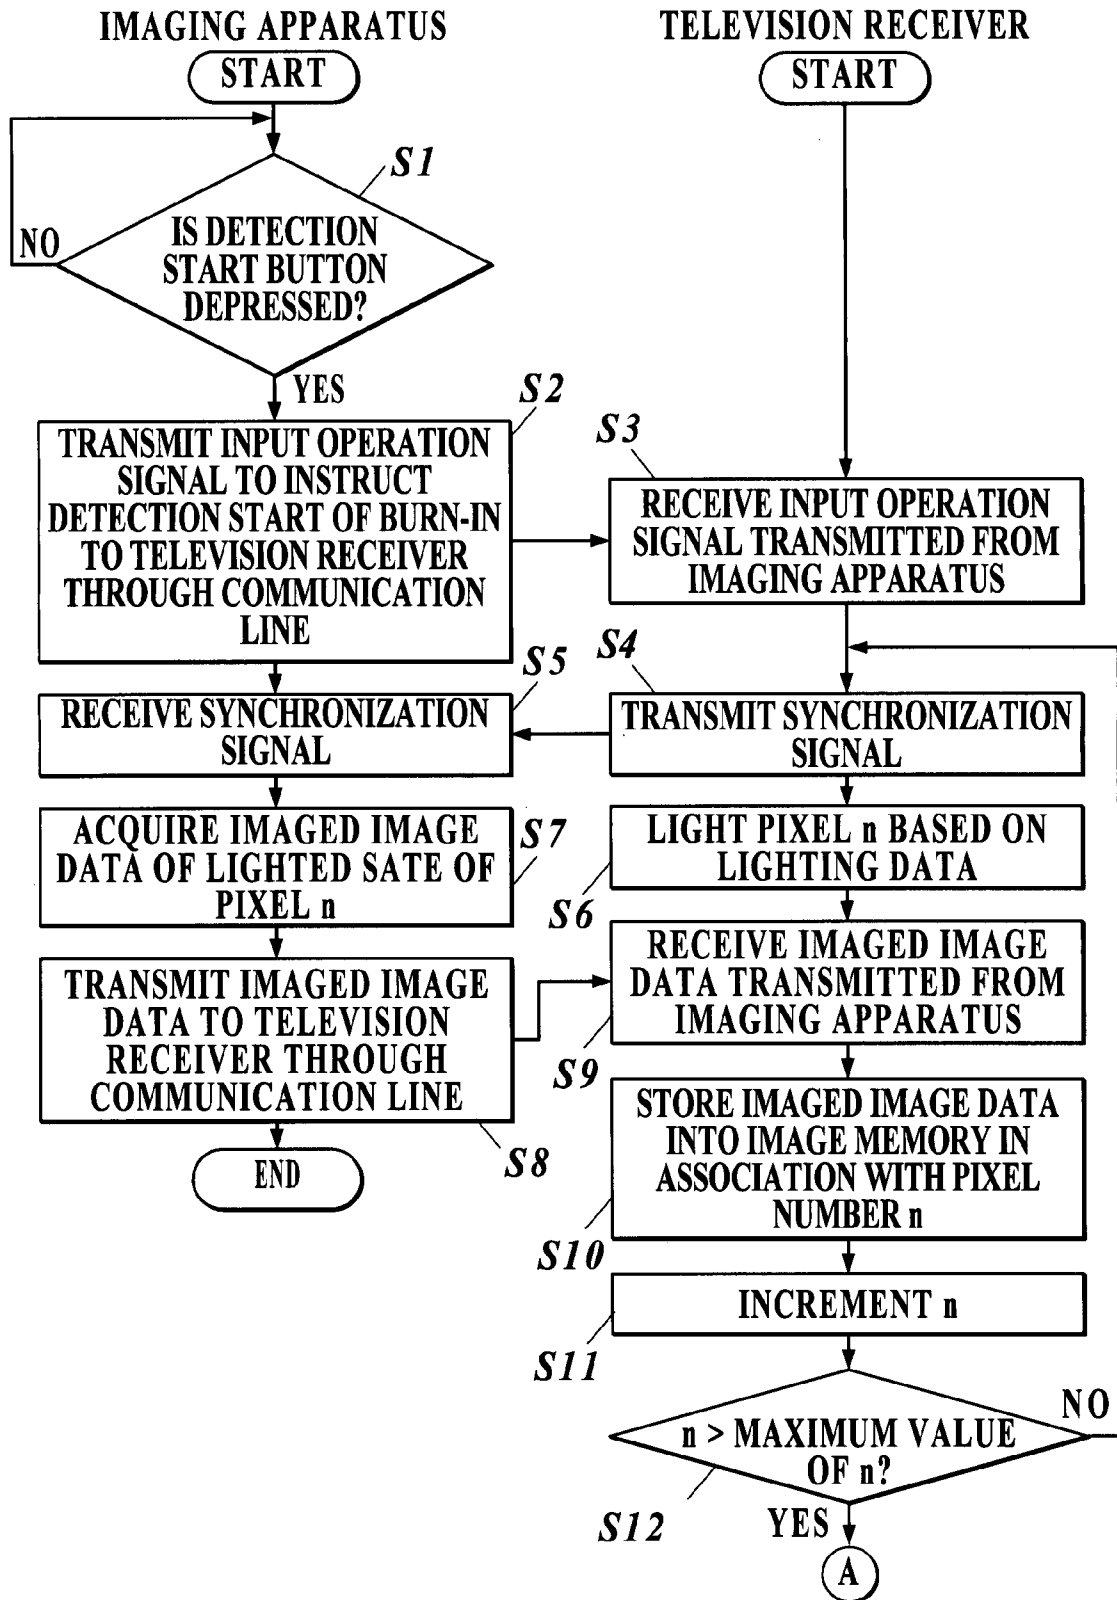 IMAGING APPARATUS
START
S1
NO
IS DETECTION
START BUTTON
DEPRESSED?
YES
S2
TRANSMIT INPUT OPERATION
SIGNAL TO INSTRUCT
DETECTION START OF BURN-IN
TO TELEVISION RECEIVER
THROUGH COMMUNICATION
LINE
S5
RECEIVE SYNCHRONIZATION
SIGNAL
ACQUIRE IMAGED IMAGE
DATA OF LIGHTED SATE OF
PIXEL n
S7
TRANSMIT IMAGED IMAGE
DATA TO TELEVISION
RECEIVER THROUGH
COMMUNICATION LINE
S8
END
TELEVISION RECEIVER
START
S3
RECEIVE INPUT OPERATION
SIGNAL TRANSMITTED FROM
IMAGING APPARATUS
S4
TRANSMIT SYNCHRONIZATION
SIGNAL
LIGHT PIXEL n BASED ON
LIGHTING DATA
S6
RECEIVE IMAGED IMAGE
DATA TRANSMITTED FROM
IMAGING APPARATUS
S9
STORE IMAGED IMAGE DATA
INTO IMAGE MEMORY IN
ASSOCIATION WITH PIXEL
NUMBER n
S10
INCREMENT n
S11
n > MAXIMUM VALUE
OF n?
NO
S12
YES
A